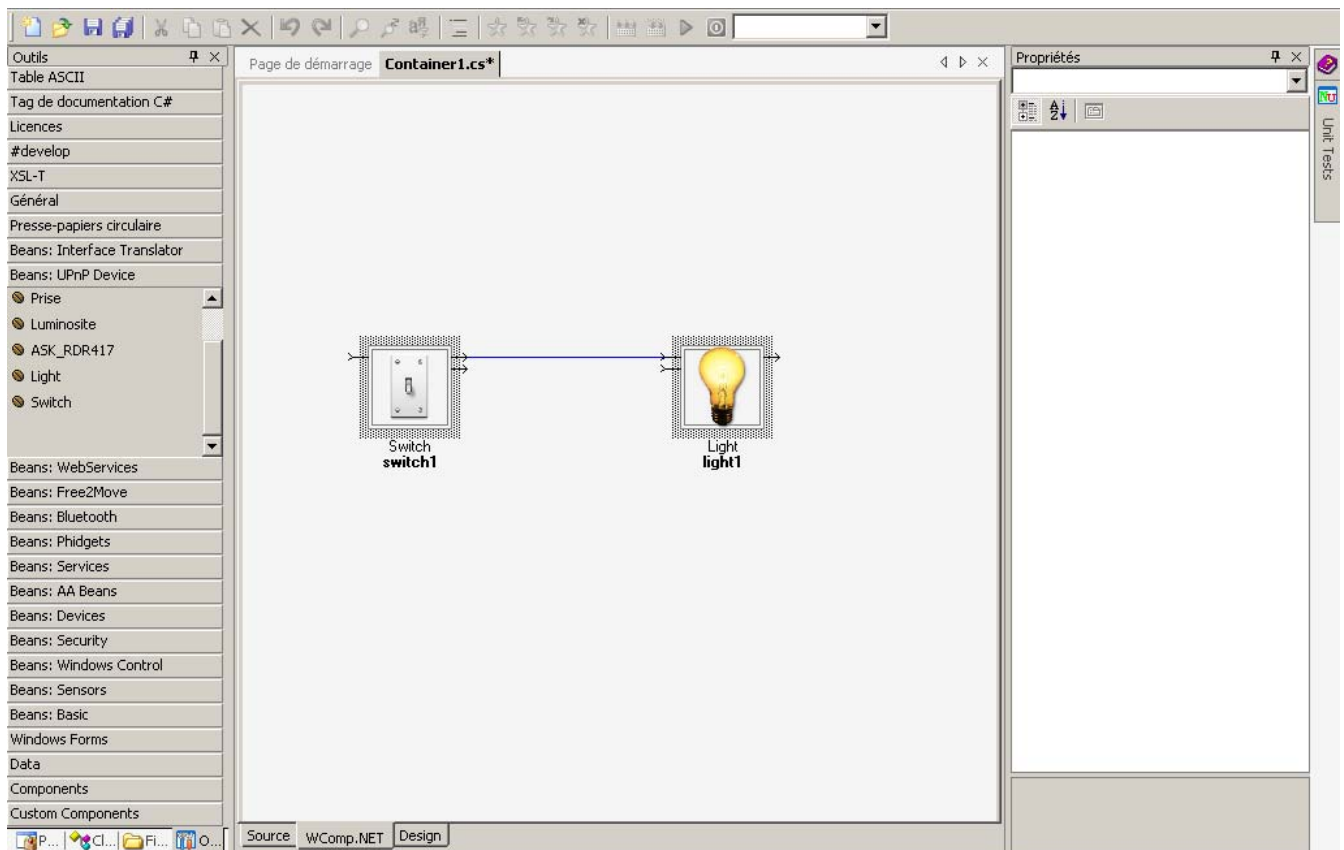 Outils
Table ASCII
Tag de documentation C#
Licences
#develop
XSL-T
Général
Presse-papiers circulaire
Beans: Interface Translator
Beans: UPnP Device
Prise
Luminosite
ASK_RDR417
Light
Switch
Beans: WebServices
Beans: Free2Move
Beans: Bluetooth
Beans: Phidgets
Beans: Services
Beans: AA Beans
Beans: Devices
Beans: Security
Beans: Windows Control
Beans: Sensors
Beans: Basic
Windows Forms
Data
Components
Custom Components
P... Cl... Fi... O...
Page de démarrage Container1.cs*
Switch
switch1
Light
light1
Source WComp.NET Design
Propriétés
Unit Tests